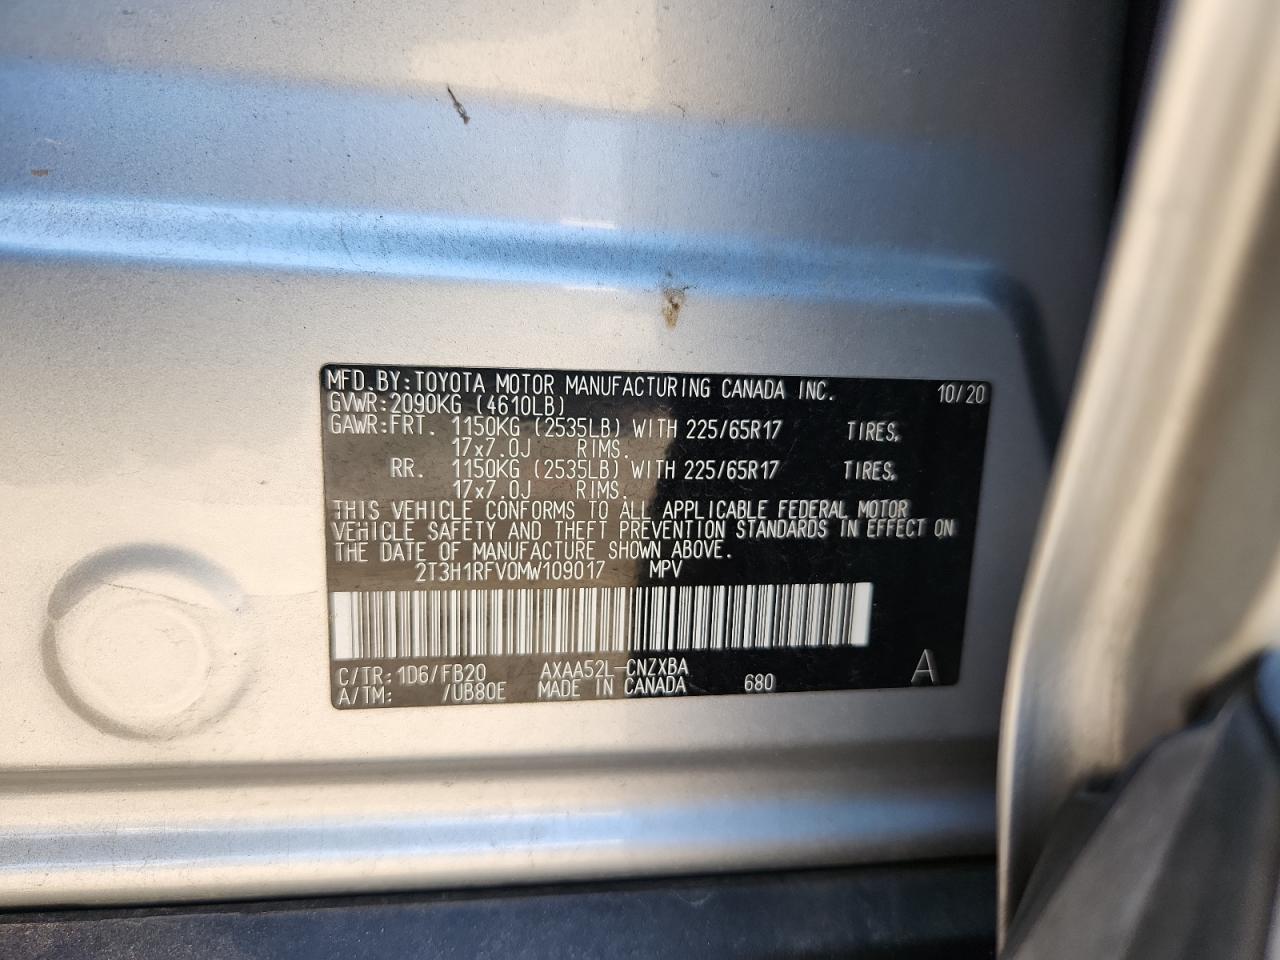 MFD.BY:TOYOTA MOTOR MANUFACTURING CANADA INC. 10/20
GVWR:2090KG (4610LB)
GAWR:FRT. 1150KG (2535LB) WITH 225/65R17 TIRES,
17x7.0J RIMS.
RR. 1150KG (2535LB) WITH 225/65R17 TIRES,
17x7.0J RIMS.
THIS VEHICLE CONFORMS TO ALL APPLICABLE FEDERAL MOTOR
VEHICLE SAFETY AND THEFT PREVENTION STANDARDS IN EFFECT ON
THE DATE OF MANUFACTURE SHOWN ABOVE.
2T3H1RFV0MW109017 MPV
C/TR:1D6/FB20 AXAA52L-CNZXBA
A/TM: /UB80E MADE IN CANADA 680 A